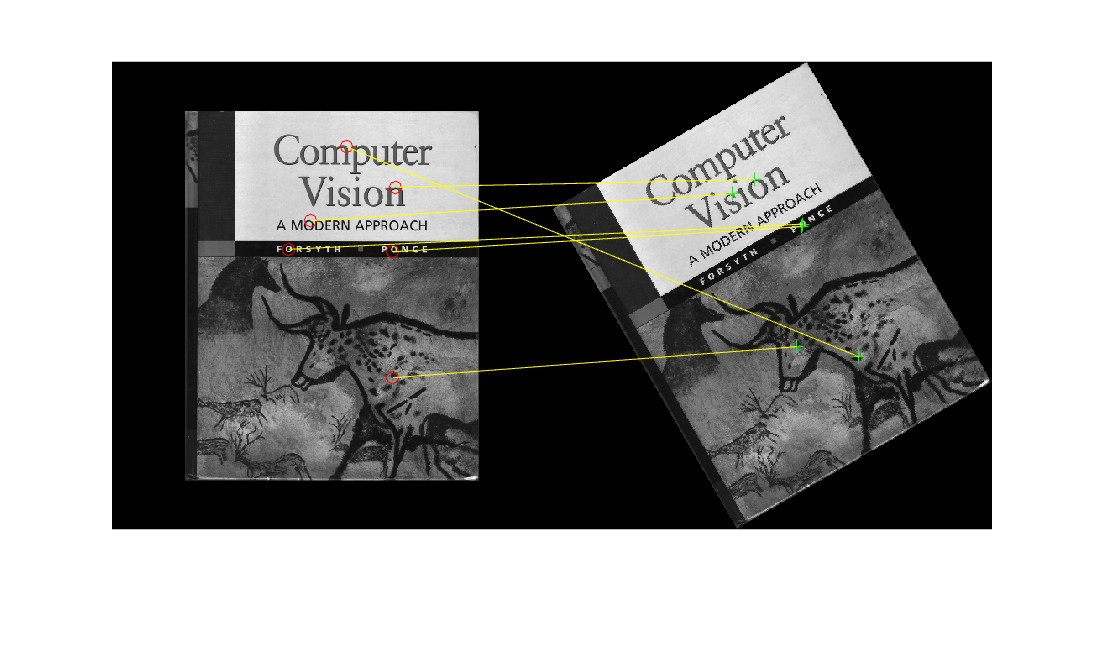 Computer
Vision
A MODERN APPROACH
FORSYTH PONCE
Computer
Vision
A MODERN APPROACH
FORSYTH PONCE